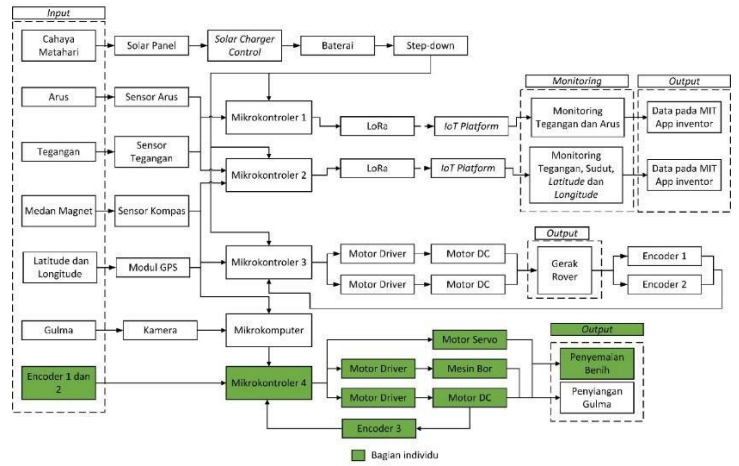 Input
Cahaya
Matahari
Solar Panel
Solar Charger
Control
Baterai
Step-down
Arus
Sensor Arus
Mikrokontroler 1
LoRa
IoT Platform
Monitoring
Monitoring
Tegangan dan Arus
Output
Data pada MIT
App inventor
Tegangan
Sensor
Tegangan
Mikrokontroler 2
LoRa
IoT Platform
Monitoring
Tegangan, Sudut,
Latitude dan
Longitude
Data pada MIT
App inventor
Medan Magnet
Sensor Kompas
Latitude dan
Longitude
Modul GPS
Mikrokontroler 3
Motor Driver
Motor DC
Motor Driver
Motor DC
Output
Gerak
Rover
Encoder 1
Encoder 2
Gulma
Kamera
Mikrokomputer
Encoder 1 dan
2
Mikrokontroler 4
Motor Servo
Motor Driver
Mesin Bor
Motor Driver
Motor DC
Encoder 3
Output
Penyemaian
Benih
Penyiangan
Gulma
Bagian individu